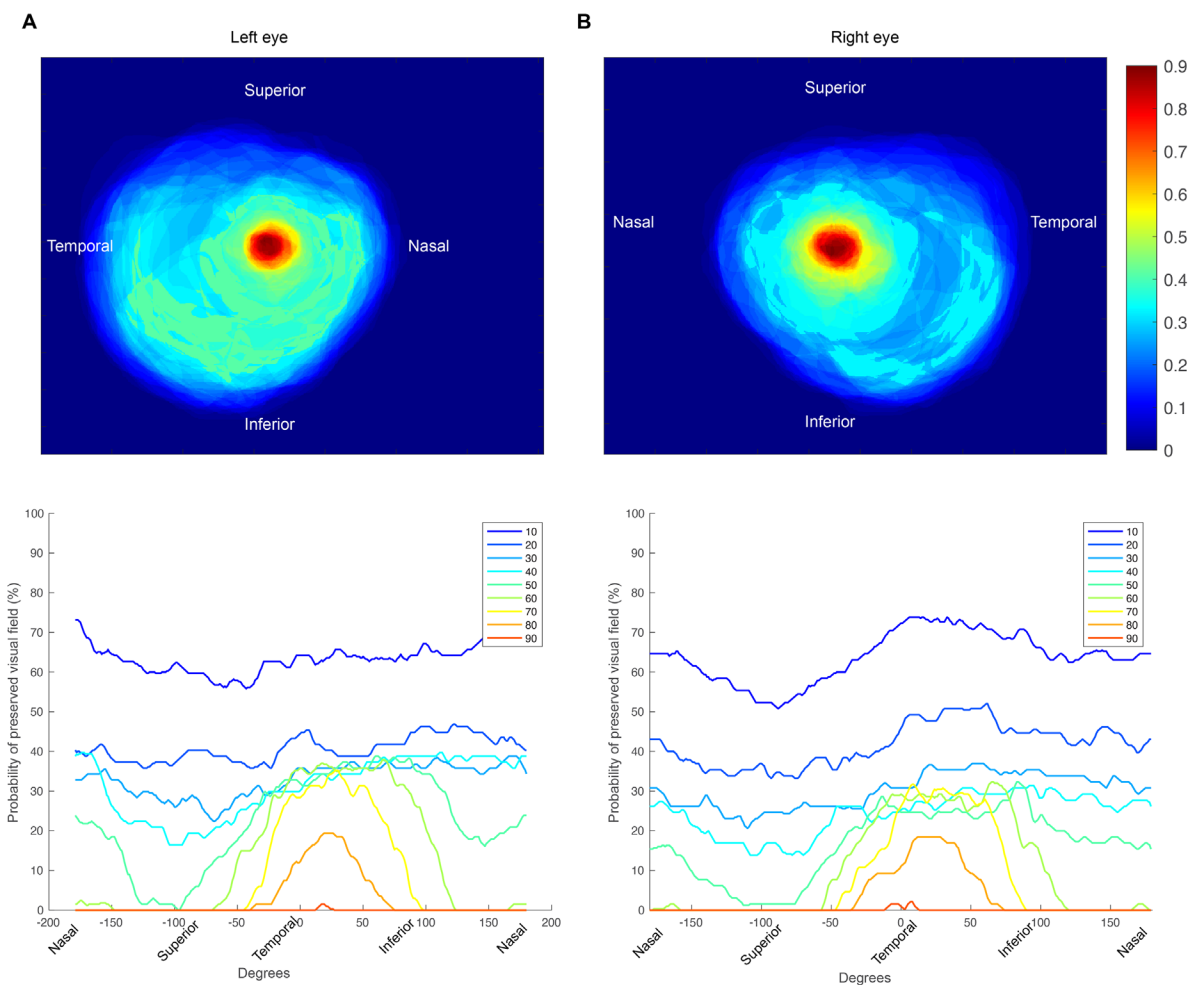 A
B
Left eye
Right eye
Superior
Temporal
Nasal
Inferior
Superior
Nasal
Temporal
Inferior
0.9
0.8
0.7
0.6
0.5
0.4
0.3
0.2
0.1
0
Probability of preserved visual field (%)
100
90
80
70
60
50
40
30
20
10
0
10
20
30
40
50
60
70
80
90
-200 -150 -100 -50 0 50 100 150 200
Nasal Superior Temporal Inferior Nasal
Degrees
Probability of preserved visual field (%)
100
90
80
70
60
50
40
30
20
10
0
10
20
30
40
50
60
70
80
90
-150 -100 -50 0 50 100 150
Nasal Superior Temporal Inferior Nasal
Degrees